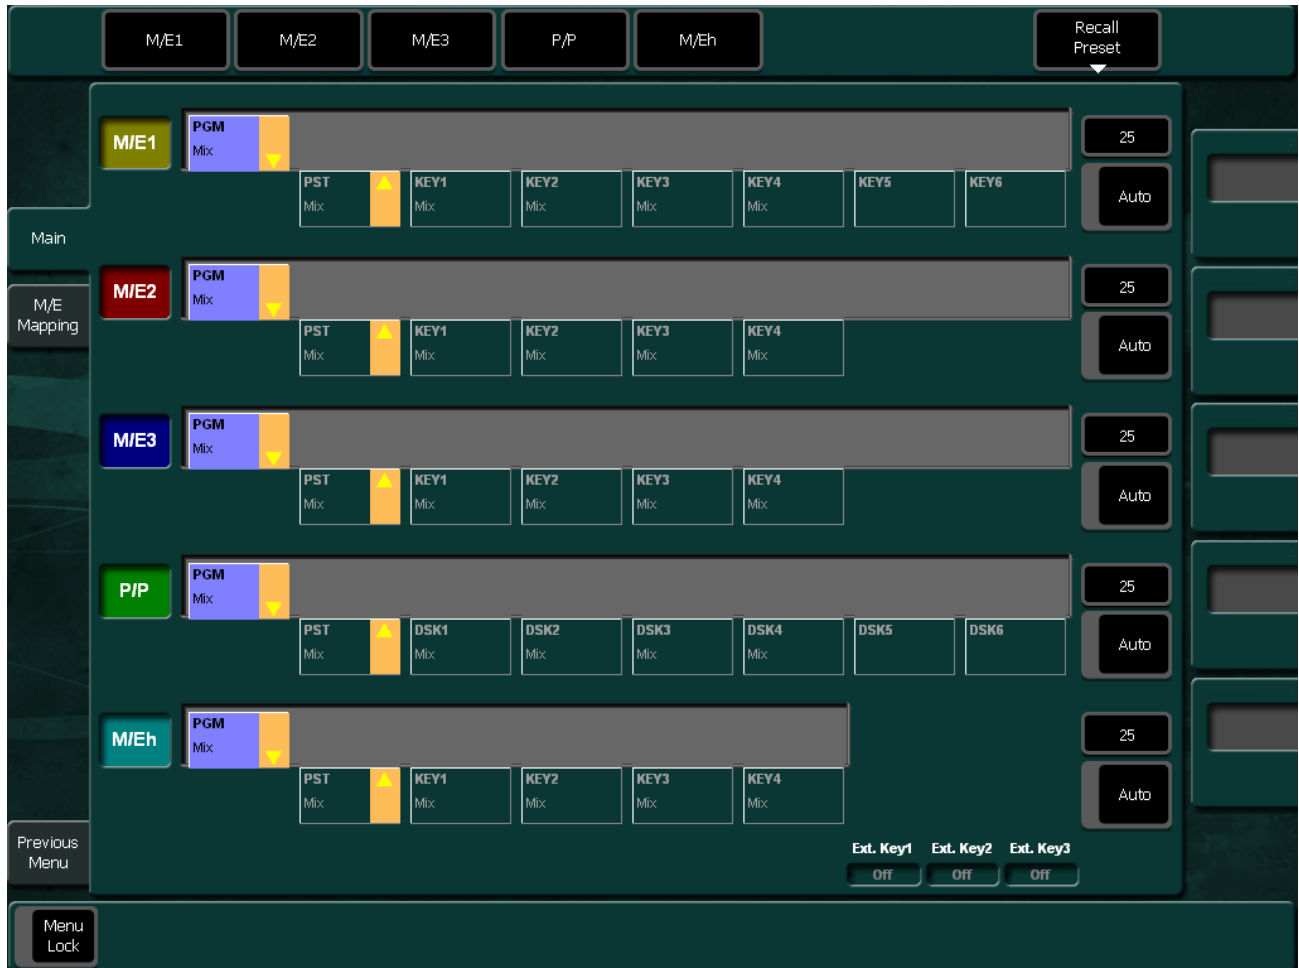 M/E1 M/E2 M/E3 P/P M/Eh Recall
Preset
M/E1 PGM 25
Mix
PST KEY1 KEY2 KEY3 KEY4 KEY5 KEY6 Auto
Mix Mix Mix Mix Mix
Main
M/E2 PGM 25
Mix
M/E
Mapping
PST KEY1 KEY2 KEY3 KEY4 Auto
Mix Mix Mix Mix Mix
M/E3 PGM 25
Mix
PST KEY1 KEY2 KEY3 KEY4 Auto
Mix Mix Mix Mix Mix
P/P PGM 25
Mix
PST DSK1 DSK2 DSK3 DSK4 DSK5 DSK6 Auto
Mix Mix Mix Mix Mix
M/Eh PGM 25
Mix
PST KEY1 KEY2 KEY3 KEY4 Auto
Mix Mix Mix Mix Mix
Previous
Menu
Ext. Key1 Ext. Key2 Ext. Key3
Off Off Off
Menu
Lock